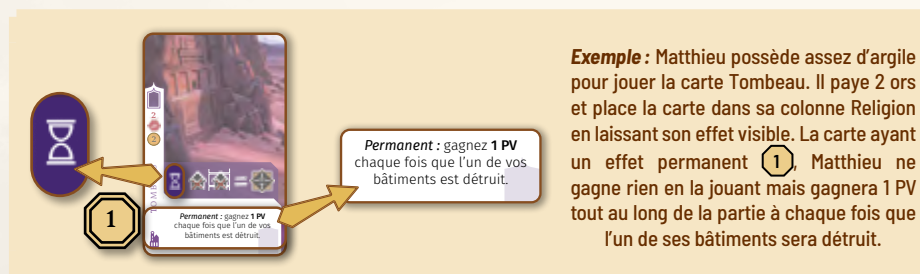 2
2
TOM
Permanent : gagnez 1 PV
chaque fois que l'un de vos
bâtiments est détruit.
1
Permanent : gagnez 1 PV
chaque fois que l'un de vos
bâtiments est détruit.
Exemple : Matthieu possède assez d'argile
pour jouer la carte Tombeau. Il paye 2 ors
et place la carte dans sa colonne Religion
en laissant son effet visible. La carte ayant
un effet permanent 1, Matthieu ne
gagne rien en la jouant mais gagnera 1 PV
tout au long de la partie à chaque fois que
l'un de ses bâtiments sera détruit.